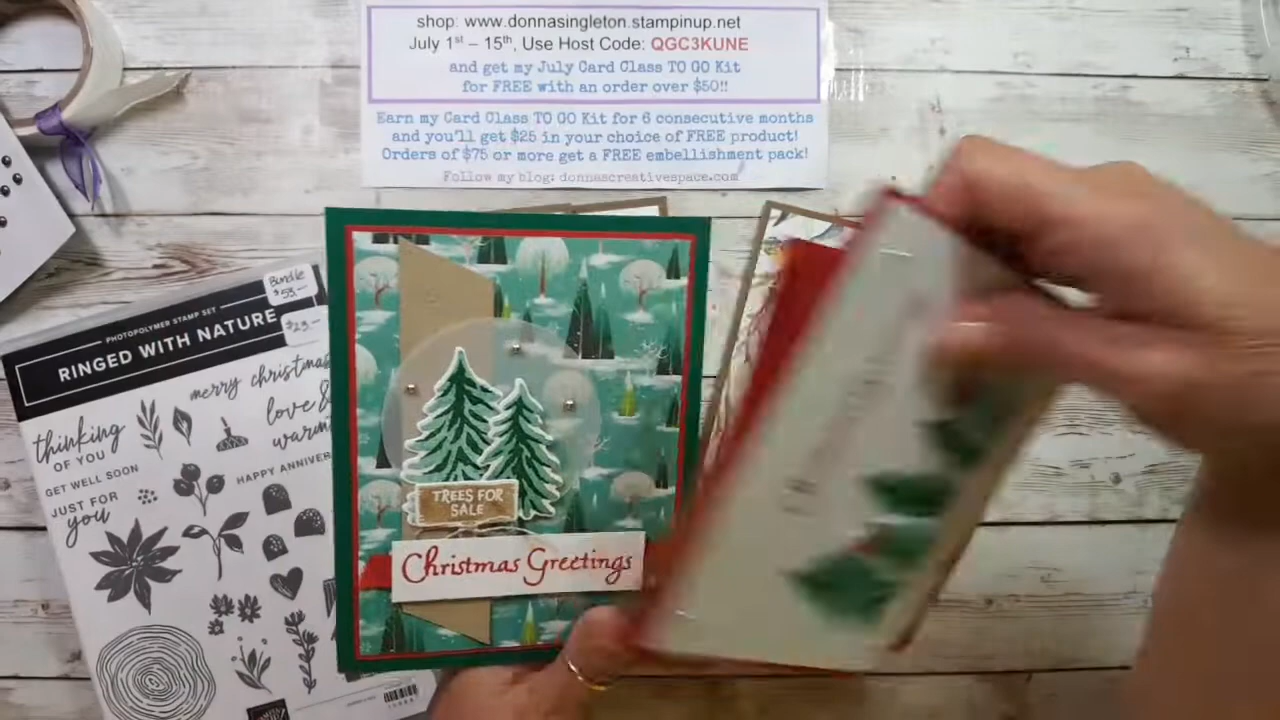 shop: www.donnasingleton.stampinup.net
July 1st – 15th, Use Host Code: QGC3KUNE
and get my July Card Class TO GO Kit
for FREE with an order over $50!!
Earn my Card Class TO GO Kit for 6 consecutive months
and you'll get $25 in your choice of FREE product!
Orders of $75 or more get a FREE embellishment pack!
Follow my blog: donnascreativespace.com
Bundle
$53.—
$23.—
PHOTOPOLYMER STAMP SET
RINGED WITH NATURE
merry christmas
love &
warm
thinking
OF YOU
GET WELL SOON
HAPPY ANNIVER
JUST FOR
you
TREES FOR
SALE
Christmas Greetings